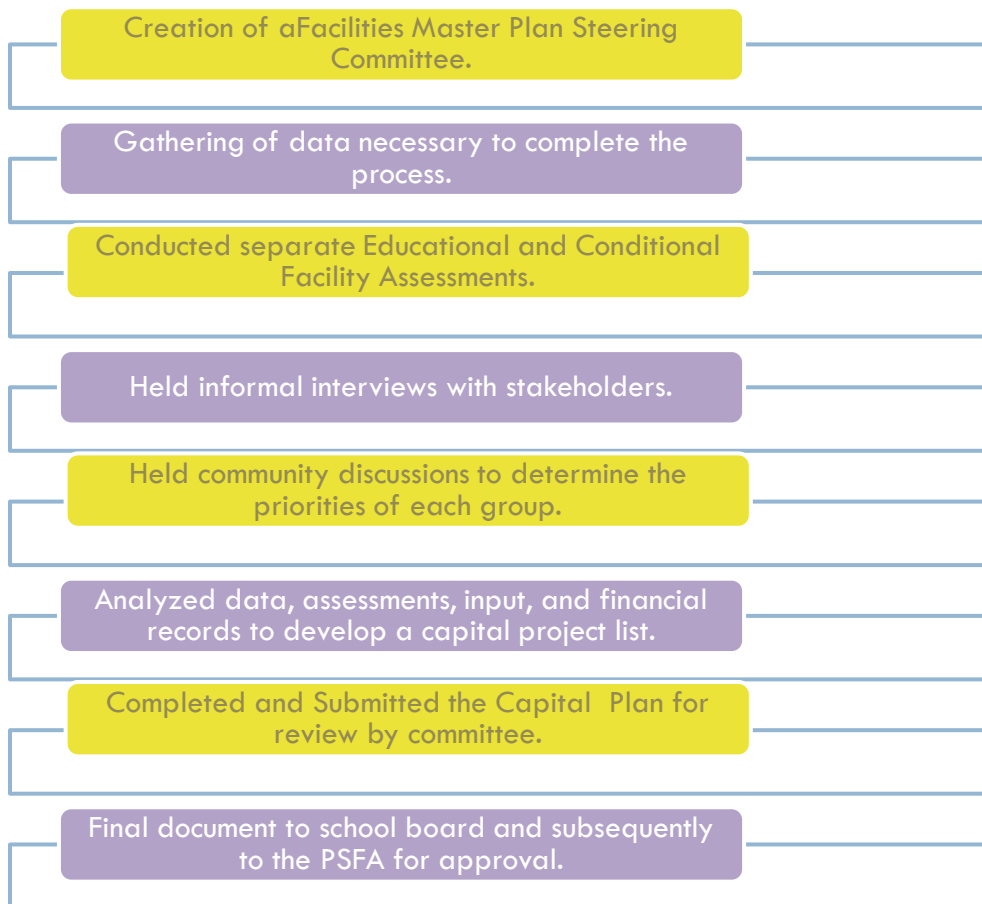 Creation of aFacilities Master Plan Steering
Committee.
Gathering of data necessary to complete the
process.
Conducted separate Educational and Conditional
Facility Assessments.
Held informal interviews with stakeholders.
Held community discussions to determine the
priorities of each group.
Analyzed data, assessments, input, and financial
records to develop a capital project list.
Completed and Submitted the Capital  Plan for
review by committee.
Final document to school board and subsequently
to the PSFA for approval.